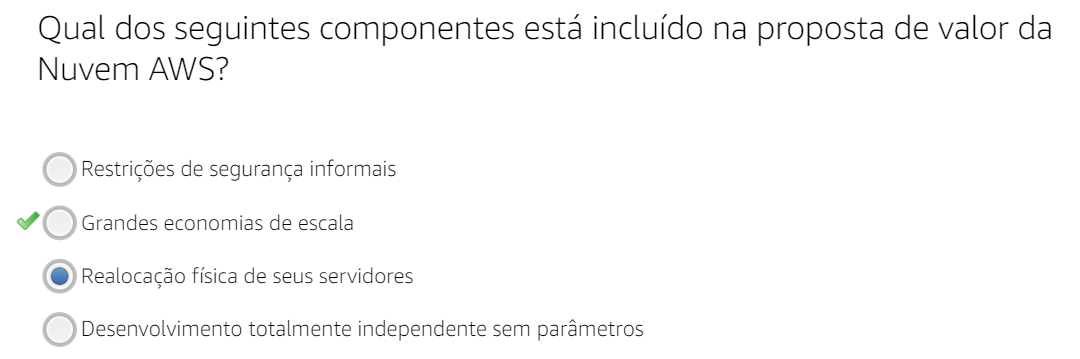 Qual dos seguintes componentes está incluído na proposta de valor da
Nuvem AWS?
Restrições de segurança informais
Grandes economias de escala
Realocação física de seus servidores
Desenvolvimento totalmente independente sem parâmetros